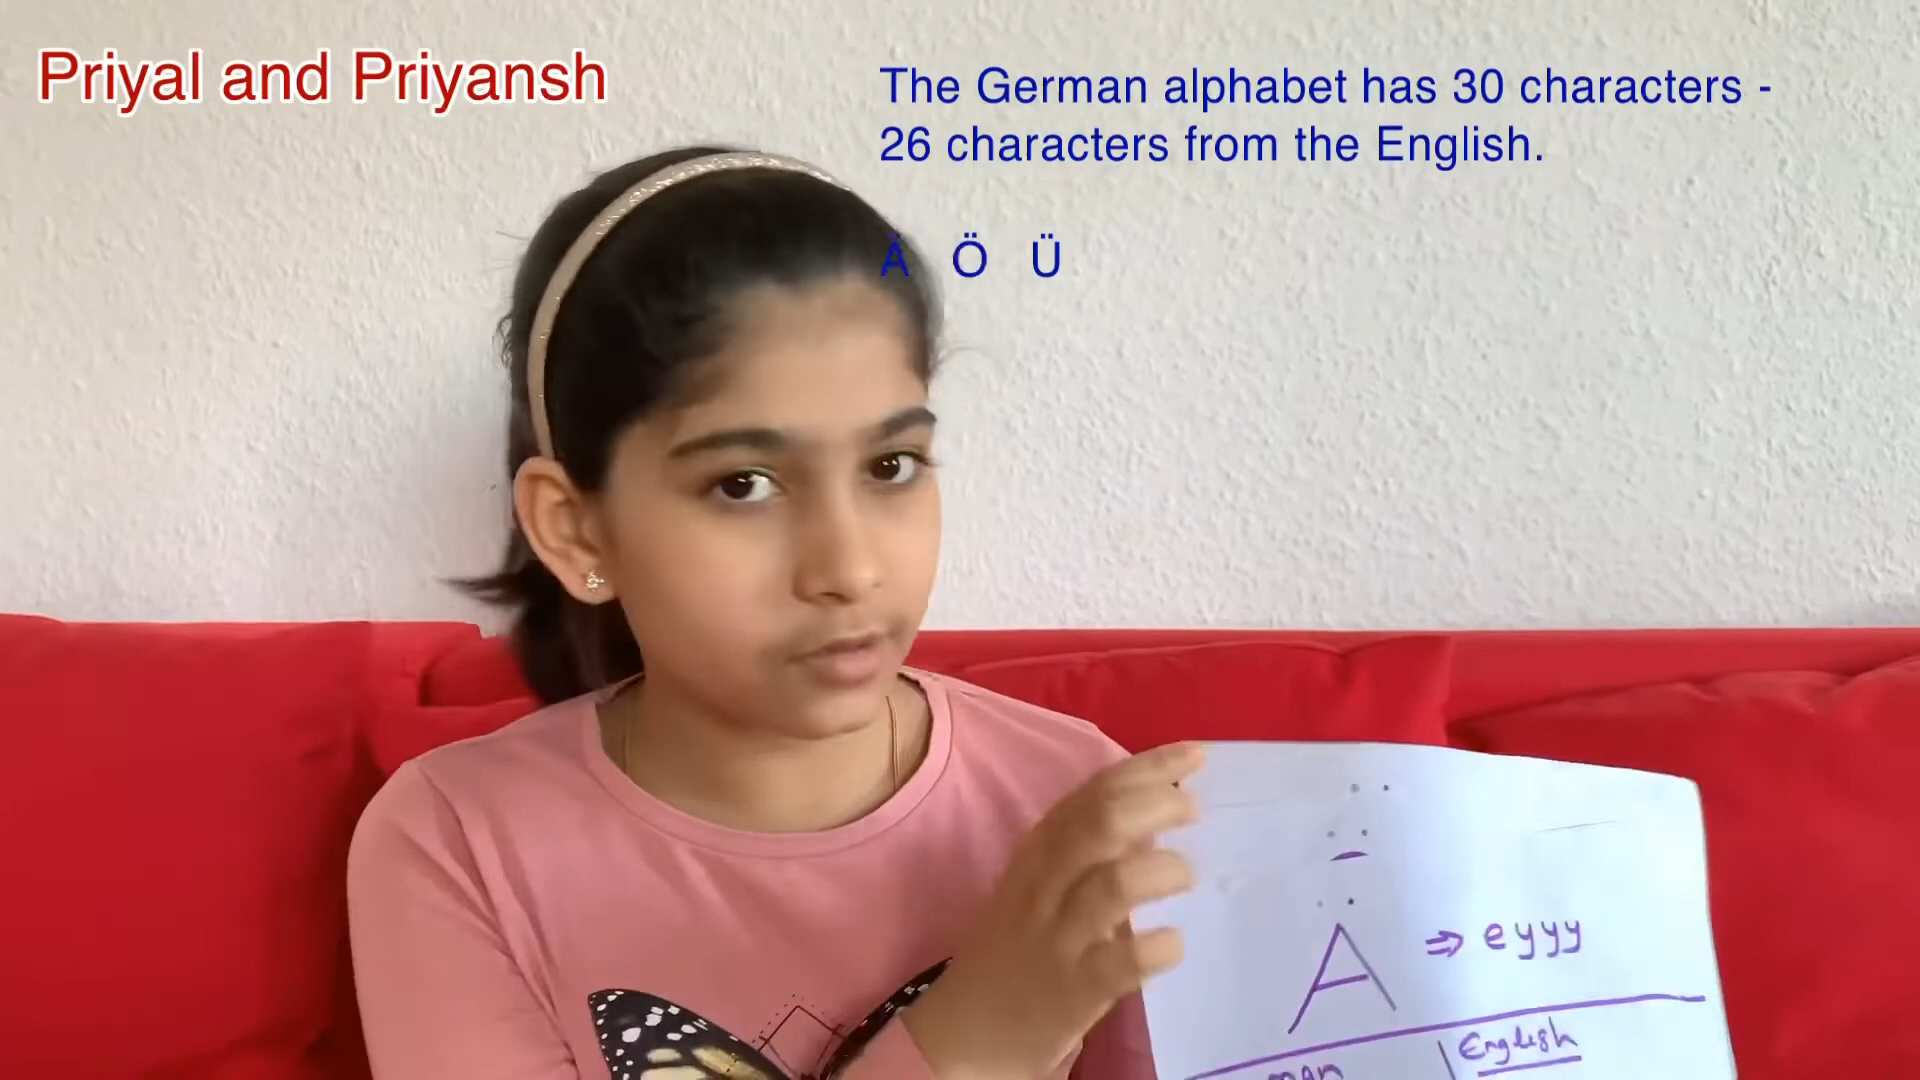 Priyal and Priyansh
The German alphabet has 30 characters -
26 characters from the English.
Ä Ö Ü
Ä ⇒ eyyy
English